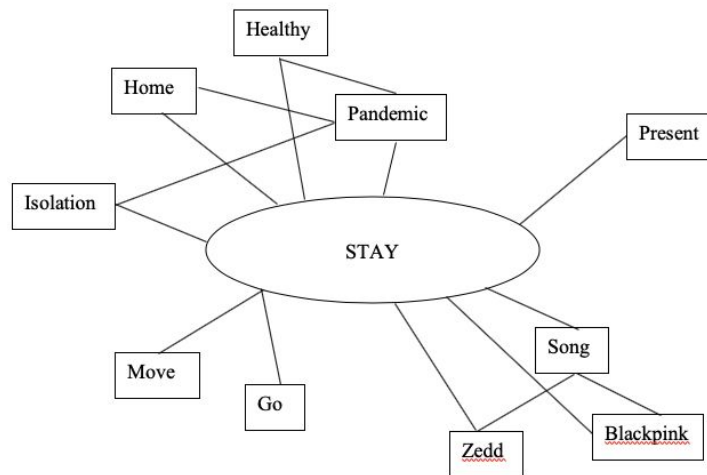 Healthy
Home
Pandemic
Present
Isolation
STAY
Song
Move
Go
Blackpink
Zedd